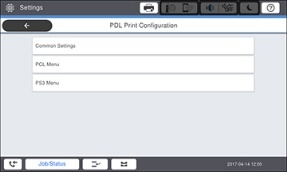 Settings
PDL Print Configuration
Common Settings
PCL Menu
PS3 Menu
Job/Status
2017-04-14 12:00